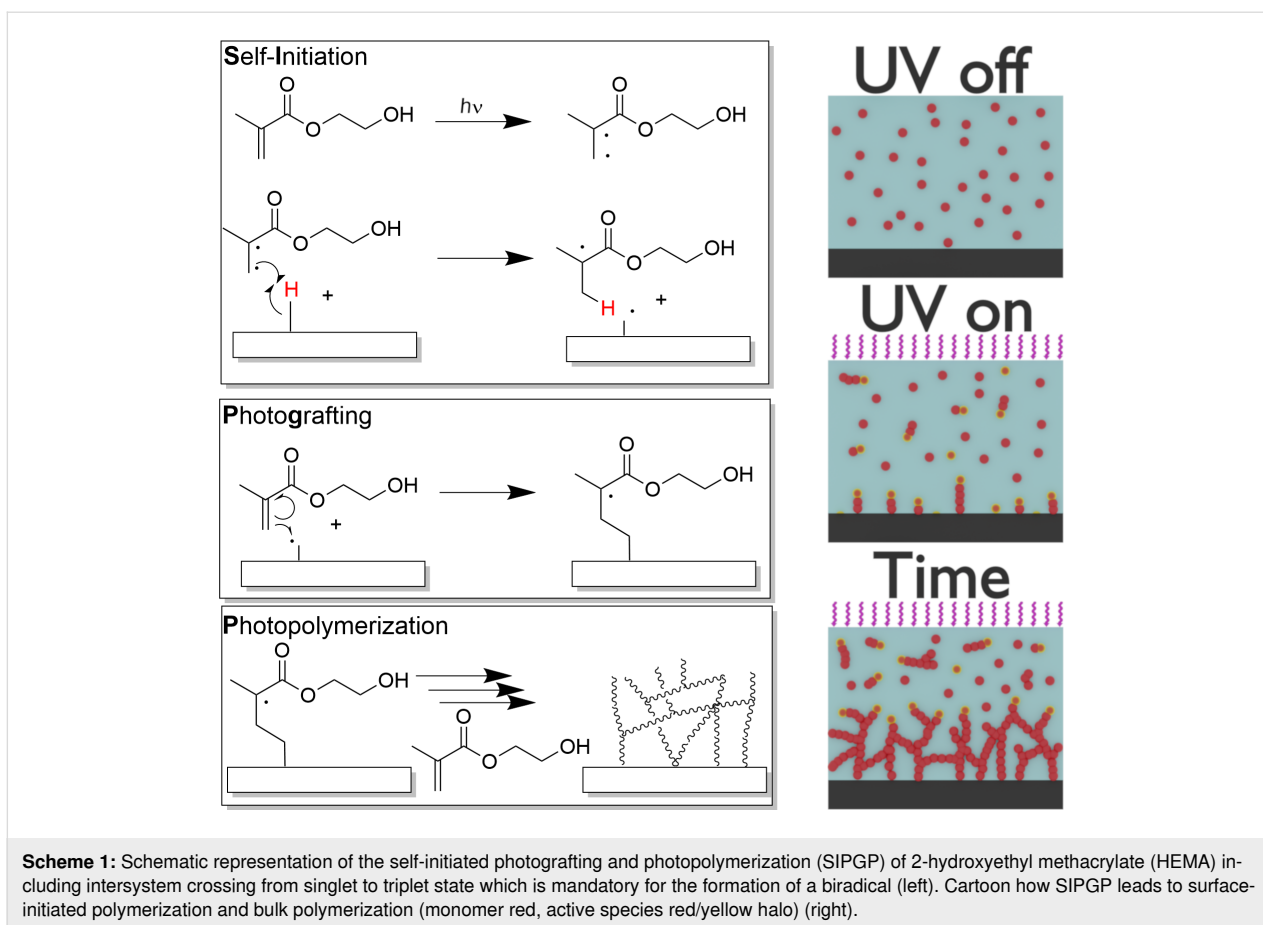 Self-Initiation
O
O
OH
hν
O
O
OH
O
O
OH
H
+
O
O
OH
H
+
Photografting
O
O
OH
+
O
O
OH
Photopolymerization
O
O
OH
O
O
OH
UV off
UV on
Time
Scheme 1: Schematic representation of the self-initiated photografting and photopolymerization (SIPGP) of 2-hydroxyethyl methacrylate (HEMA) in-
cluding intersystem crossing from singlet to triplet state which is mandatory for the formation of a biradical (left). Cartoon how SIPGP leads to surface-
initiated polymerization and bulk polymerization (monomer red, active species red/yellow halo) (right).